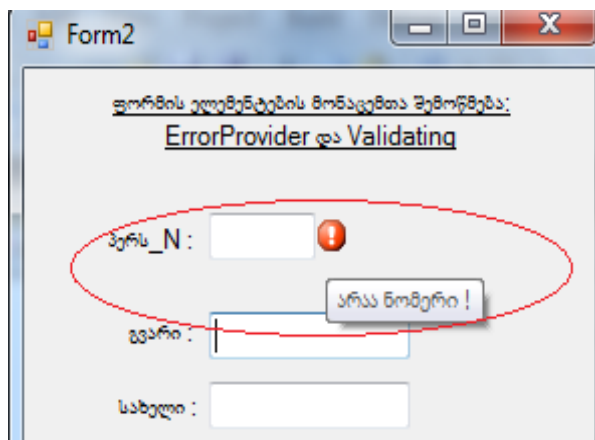 Form2
ფორმის ელემენტების მონაცემთა შემოწმება:
ErrorProvider და Validating
პერს_N :
არაა ნომერი !
გვარი :
სახელი :